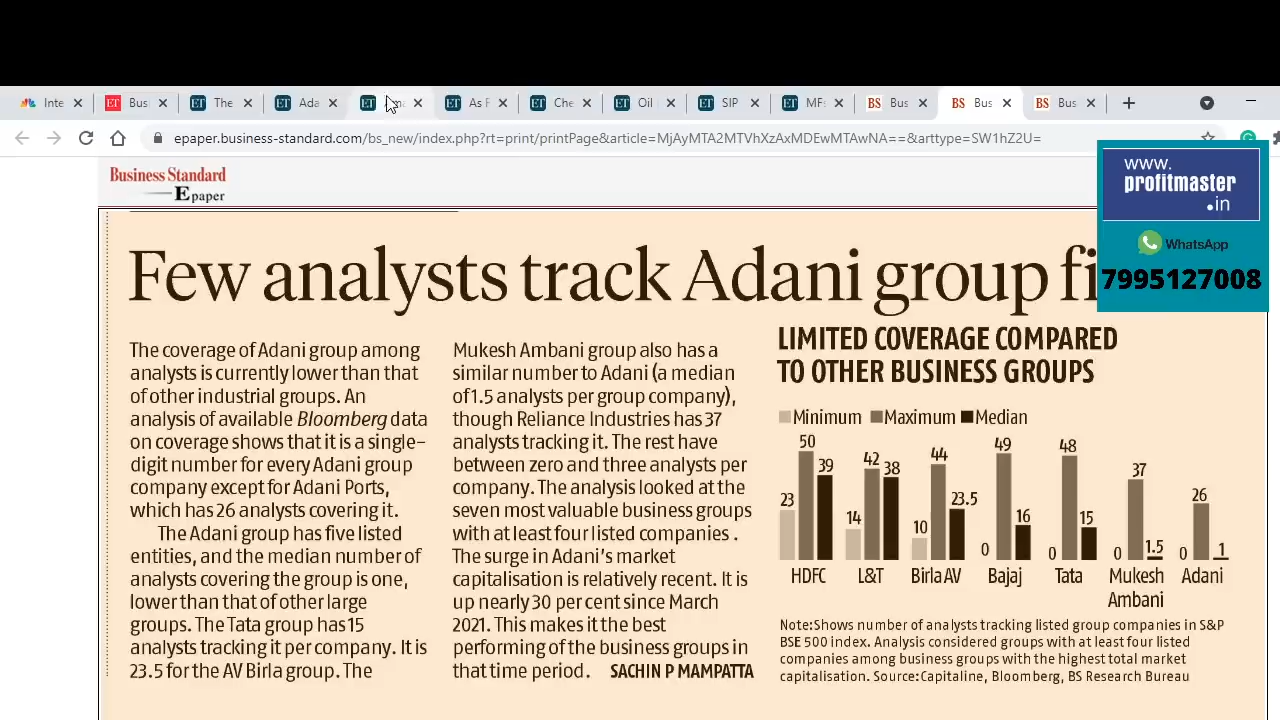 Inte
Busi
The
Ada
As F
Che
Oil
SIP
MFs
Bus
Bus
Bus
epaper.business-standard.com/bs_new/index.php?rt=print/printPage&article=MjAyMTA2MTVhXzAxMDEwMTAwNA==&arttype=SW1hZ2U=
www.
profitmaster
.in
WhatsApp
7995127008
Business Standard
Epaper
Few analysts track Adani group fi
The coverage of Adani group among
analysts is currently lower than that
of other industrial groups. An
analysis of available Bloomberg data
on coverage shows that it is a single-
digit number for every Adani group
company except for Adani Ports,
which has 26 analysts covering it.
The Adani group has five listed
entities, and the median number of
analysts covering the group is one,
lower than that of other large
groups. The Tata group has 15
analysts tracking it per company. It is
23.5 for the AV Birla group. The
Mukesh Ambani group also has a
similar number to Adani (a median
of 1.5 analysts per group company),
though Reliance Industries has 37
analysts tracking it. The rest have
between zero and three analysts per
company. The analysis looked at the
seven most valuable business groups
with at least four listed companies .
The surge in Adani's market
capitalisation is relatively recent. It is
up nearly 30 per cent since March
2021. This makes it the best
performing of the business groups in
that time period. SACHIN P MAMPATTA
LIMITED COVERAGE COMPARED
TO OTHER BUSINESS GROUPS
Minimum Maximum Median
23 50 39
14 42 38
10 44 23.5
0 49 16
0 48 15
0 37 1.5
0 26 1
HDFC L&T Birla AV Bajaj Tata Mukesh Adani
Ambani
Note:Shows number of analysts tracking listed group companies in S&P
BSE 500 index. Analysis considered groups with at least four listed
companies among business groups with the highest total market
capitalisation. Source:Capitaline, Bloomberg, BS Research Bureau